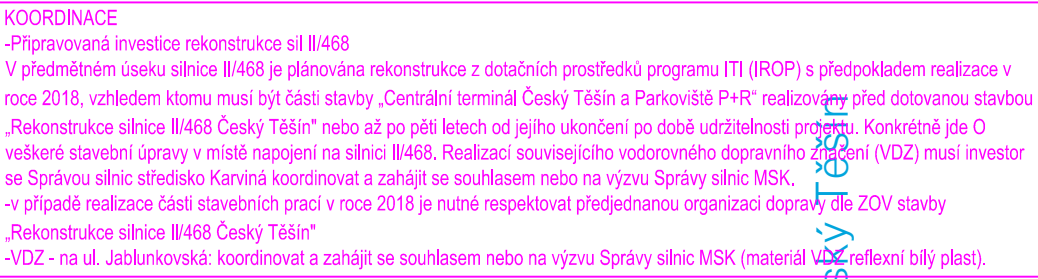 KOORDINACE
-Připravovaná investice rekonstrukce sil II/468
V předmětném úseku silnice II/468 je plánována rekonstrukce z dotačních prostředků programu ITI (IROP) s předpokladem realizace v
roce 2018, vzhledem ktomu musí být části stavby „Centrální terminál Český Těšín a Parkoviště P+R“ realizovány před dotovanou stavbou
„Rekonstrukce silnice II/468 Český Těšín" nebo až po pěti letech od jejího ukončení po době udržitelnosti projektu. Konkrétně jde O
veškeré stavební úpravy v místě napojení na silnici II/468. Realizací souvisejícího vodorovného dopravního značení (VDZ) musí investor
se Správou silnic středisko Karviná koordinovat a zahájit se souhlasem nebo na výzvu Správy silnic MSK.
-v případě realizace části stavebních prací v roce 2018 je nutné respektovat předjednanou organizaci dopravy dle ZOV stavby
„Rekonstrukce silnice II/468 Český Těšín"
-VDZ - na ul. Jablunkovská: koordinovat a zahájit se souhlasem nebo na výzvu Správy silnic MSK (materiál VDZ reflexní bílý plast).
ský Těšín